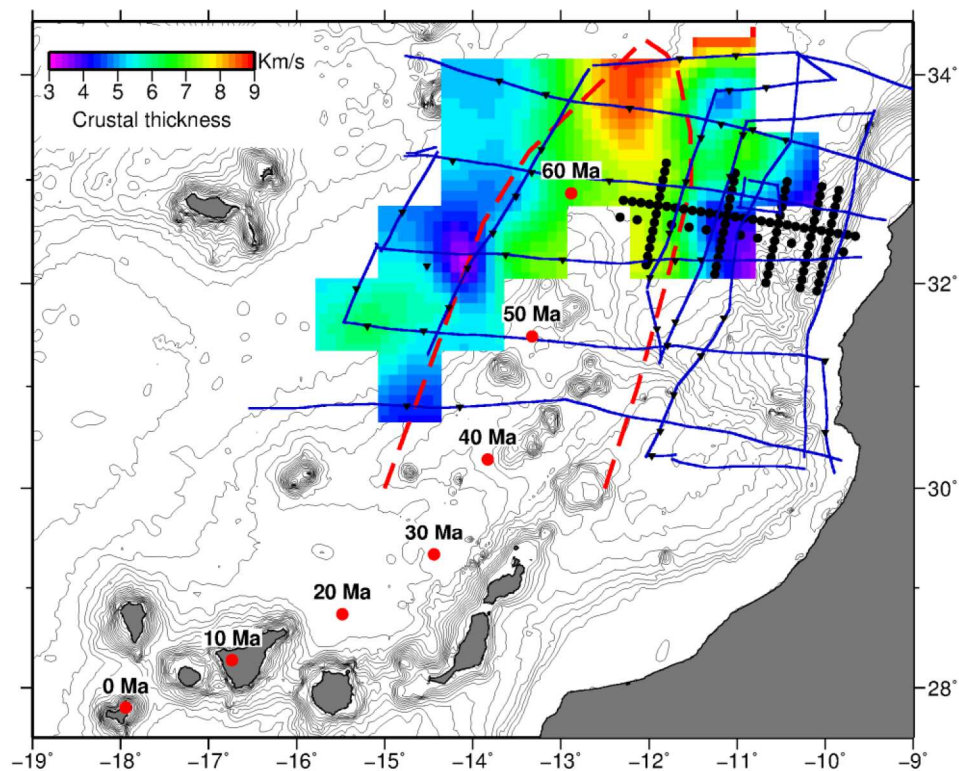 34°
Km/s
3 4 5 6 7 8 9
Crustal thickness
60 Ma
32°
50 Ma
40 Ma
30°
30 Ma
20 Ma
10 Ma
0 Ma
28°
−19 −18 −17 −16 −15° −14° −13° −12° −11° −10° −9°